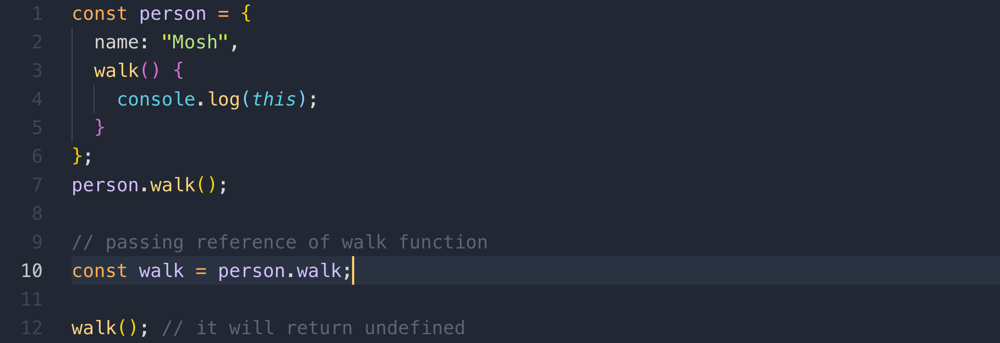 1 const person = {
2 name: "Mosh",
3 walk() {
4 console.log(this);
5 }
6 };
7 person.walk();
8
9 // passing reference of walk function
10 const walk = person.walk;
11
12 walk(); // it will return undefined